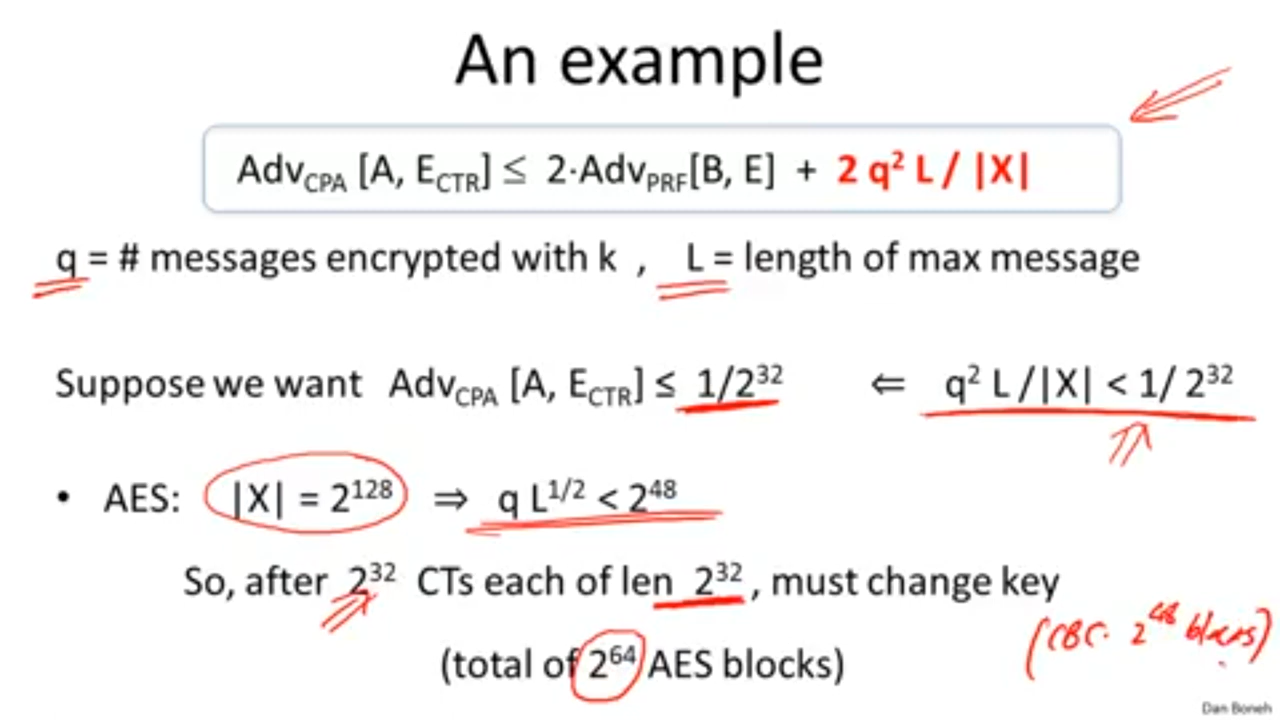 An example
Adv_CPA [A, E_CTR] ≤ 2·Adv_PRF[B, E] + 2 q² L / |X|
q = # messages encrypted with k , L = length of max message
Suppose we want Adv_CPA [A, E_CTR] ≤ 1/2³² ⇐ q² L /|X| < 1/ 2³²
• AES: |X| = 2¹²⁸ ⇒ q L^1/2 < 2⁴⁸
So, after 2³² CTs each of len 2³² , must change key
(total of 2⁶⁴ AES blocks)
(CBC: 2⁴⁸ blocks)
Dan Boneh